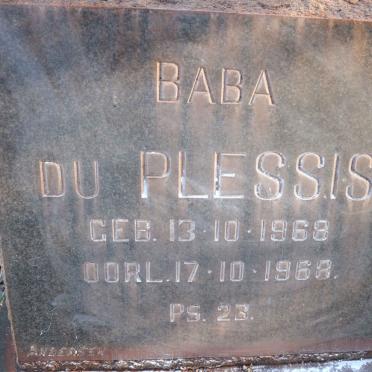 BABA
DU PLESSIS
GEB. 13·10·1968
OORL. 17·10·1968.
PS. 23.